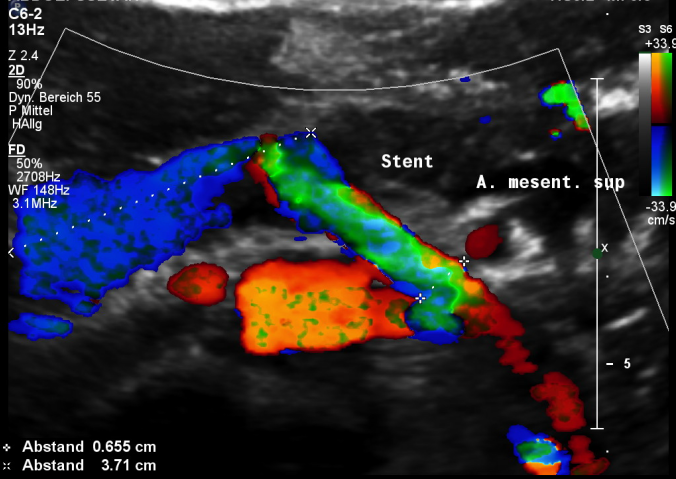 C6-2
13Hz
S3 S6
+33.9
Z 2.4
2D
90%
Dyn. Bereich 55
P Mittel
HAllg
FD
50%
2708Hz
WF 148Hz
3.1MHz
Stent
A. mesent. sup
-33.9
cm/s
x
5
Abstand 0.655 cm
Abstand 3.71 cm